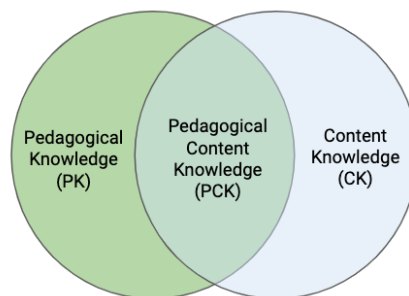 Pedagogical
Knowledge
(PK)
Pedagogical
Content
Knowledge
(PCK)
Content
Knowledge
(CK)